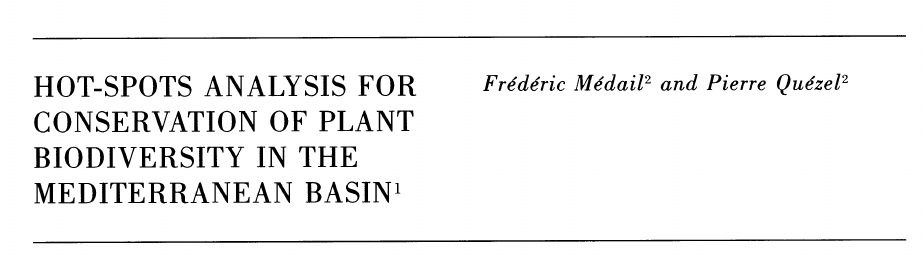 HOT-SPOTS ANALYSIS FOR
CONSERVATION OF PLANT
BIODIVERSITY IN THE
MEDITERRANEAN BASIN¹
Frédéric Médail² and Pierre Quézel²